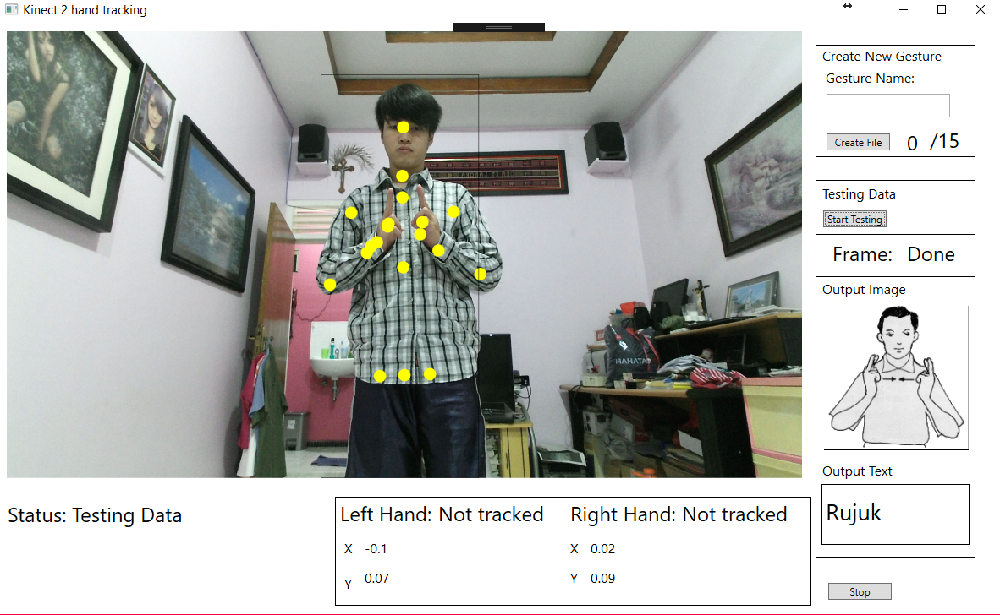 Kinect 2 hand tracking
Create New Gesture
Gesture Name:
Create File 0 /15
Testing Data
Start Testing
Frame: Done
Output Image
Output Text
Rujuk
Status: Testing Data
Left Hand: Not tracked Right Hand: Not tracked
X -0.1 X 0.02
Y 0.07 Y 0.09
Stop